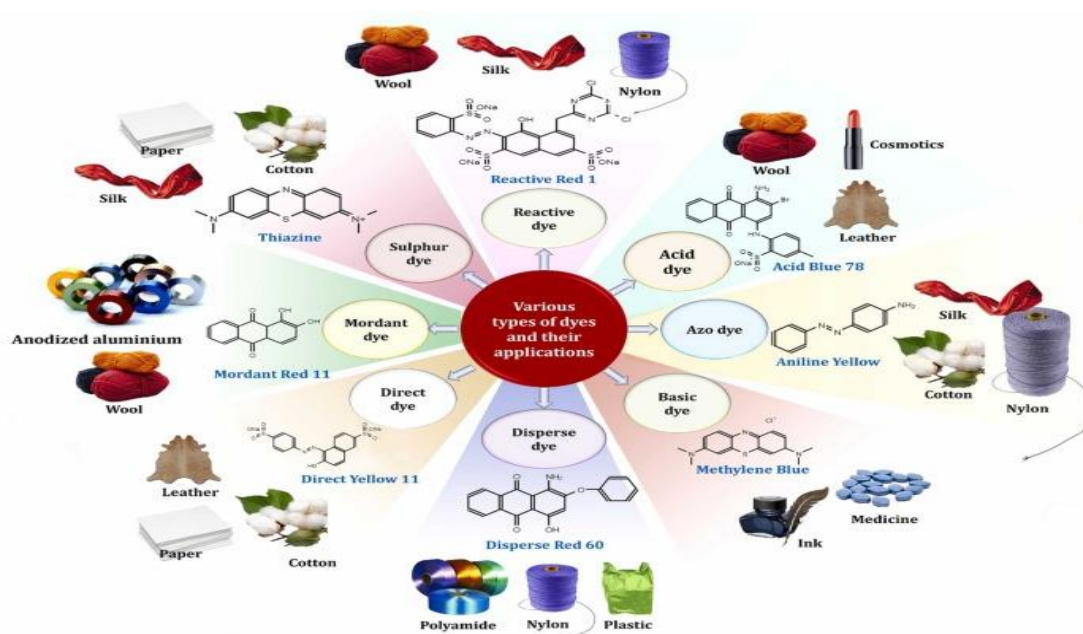 Wool
Silk
Nylon
Reactive Red 1
Reactive
dye
Wool
Cosmotics
Leather
Acid Blue 78
Acid
dye
Azo dye
Aniline Yellow
Silk
Cotton
Nylon
Basic
dye
Methylene Blue
Ink
Medicine
Disperse
dye
Disperse Red 60
Polyamide
Nylon
Plastic
Direct
dye
Direct Yellow 11
Leather
Paper
Cotton
Mordant
dye
Mordant Red 11
Anodized aluminium
Wool
Sulphur
dye
Thiazine
Paper
Cotton
Silk
Various
types of dyes
and their
applications